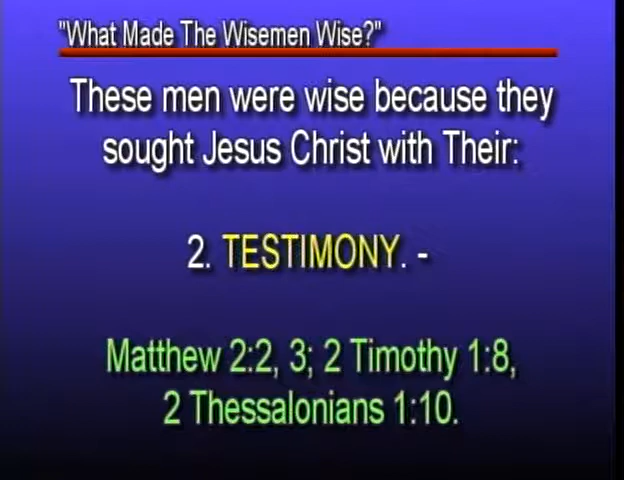 "What Made The Wisemen Wise?"
These men were wise because they
sought Jesus Christ with Their:
2. TESTIMONY. -
Matthew 2:2, 3; 2 Timothy 1:8,
2 Thessalonians 1:10.